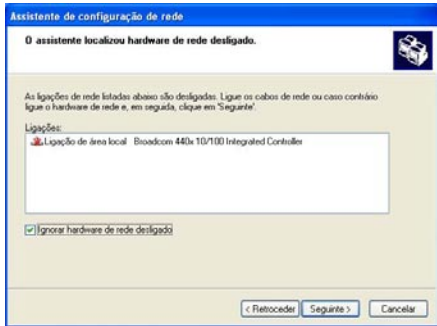 Assistente de configuração de rede
O assistente localizou hardware de rede desligado.
As ligações de rede listadas abaixo são desligadas. Ligue os cabos de rede ou caso contrário
ligue o hardware de rede e, em seguida, clique em 'Seguinte'.
Ligações:
Ligação de área local Broadcom 440x 10/100 Integrated Controller
Ignorar hardware de rede desligado
< Retroceder Seguinte > Cancelar